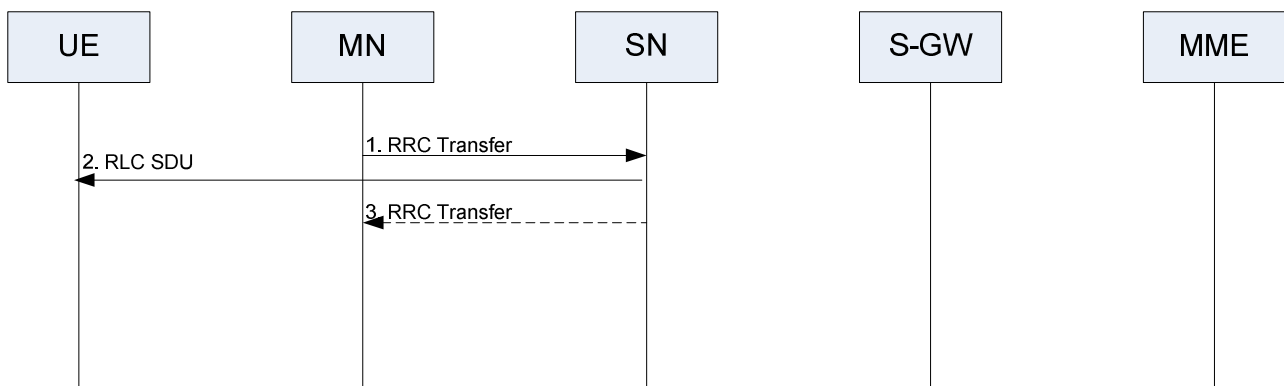 UE
MN
SN
S-GW
MME
1. RRC Transfer
2. RLC SDU
3. RRC Transfer